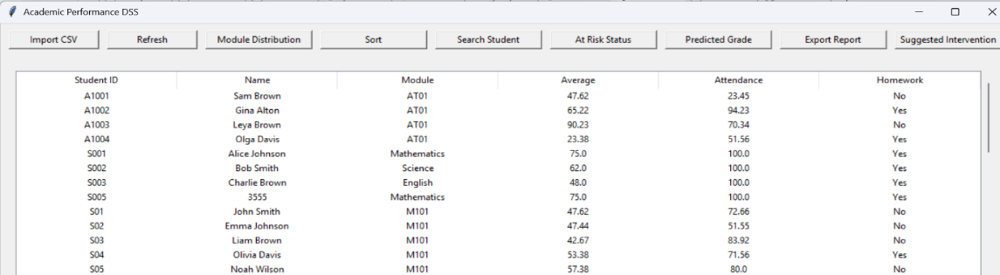 Academic Performance DSS
Import CSV Refresh Module Distribution Sort Search Student At Risk Status Predicted Grade Export Report Suggested Intervention
Student ID Name Module Average Attendance Homework
A1001 Sam Brown AT01 47.62 23.45 No
A1002 Gina Alton AT01 65.22 94.23 Yes
A1003 Leya Brown AT01 90.23 70.34 No
A1004 Olga Davis AT01 23.38 51.56 Yes
S001 Alice Johnson Mathematics 75.0 100.0 Yes
S002 Bob Smith Science 62.0 100.0 Yes
S003 Charlie Brown English 48.0 100.0 Yes
S005 3555 Mathematics 75.0 100.0 Yes
S01 John Smith M101 47.62 72.66 No
S02 Emma Johnson M101 47.44 51.55 No
S03 Liam Brown M101 42.67 83.92 No
S04 Olivia Davis M101 53.38 71.56 Yes
S05 Noah Wilson M101 57.38 80.0 No